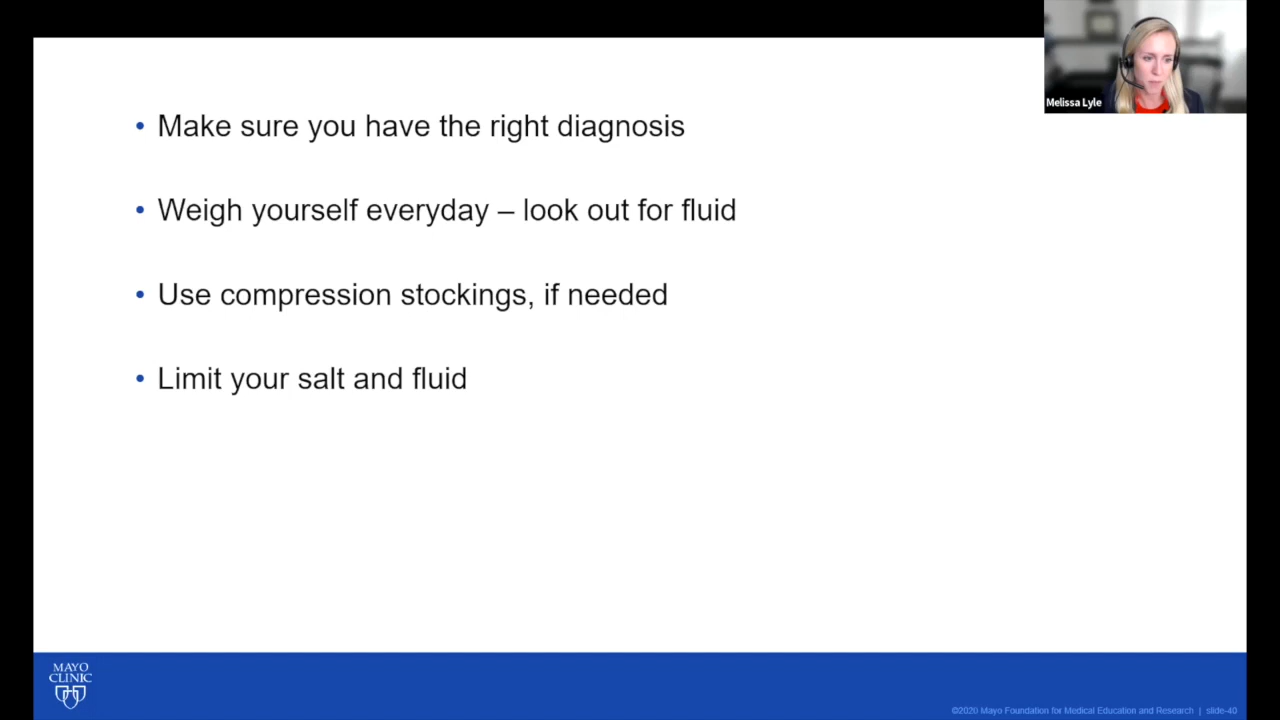 Melissa Lyle
• Make sure you have the right diagnosis
• Weigh yourself everyday – look out for fluid
• Use compression stockings, if needed
• Limit your salt and fluid
MAYO
CLINIC
©2020 Mayo Foundation for Medical Education and Research | slide-40